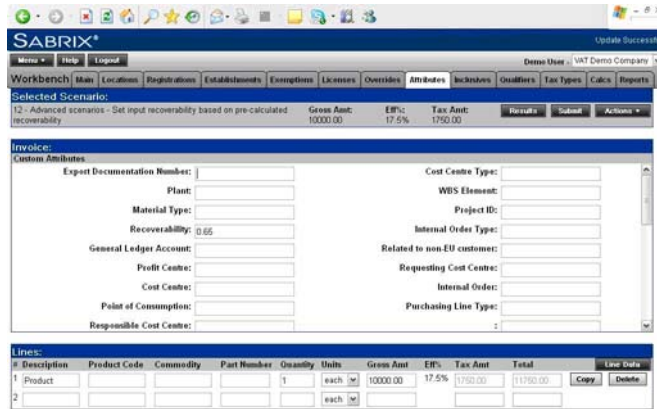 SABRIX*
Update Successf
Menu Help Logout
Demo User - VAT Demo Company
Workbench Main Locations Registrations Establishments Exemptions Licenses Overrides Attributes Inclusives Qualifiers Tax Types Calcs Reports
Selected Scenario:
12 - Advanced scenarios - Set input recoverability based on pre-calculated recoverability
Gross Amt: 10000.00
Eff%: 17.5%
Tax Amt: 1750.00
Results Submit Actions
Invoice:
Custom Attributes
Export Documentation Number: Cost Centre Type:
Plant: WBS Element:
Material Type: Project ID:
Recoverability: 0.65 Internal Order Type:
General Ledger Account: Related to non-EU customer:
Profit Centre: Requesting Cost Centre:
Cost Centre: Internal Order:
Point of Consumption: Purchasing Line Type:
Responsible Cost Centre: :
Lines:
# Description Product Code Commodity Part Number Quantity Units Gross Amt Eff% Tax Amt Total Line Data
1 Product 1 each 10000.00 17.5% 1750.00 11750.00 Copy Delete
2 each